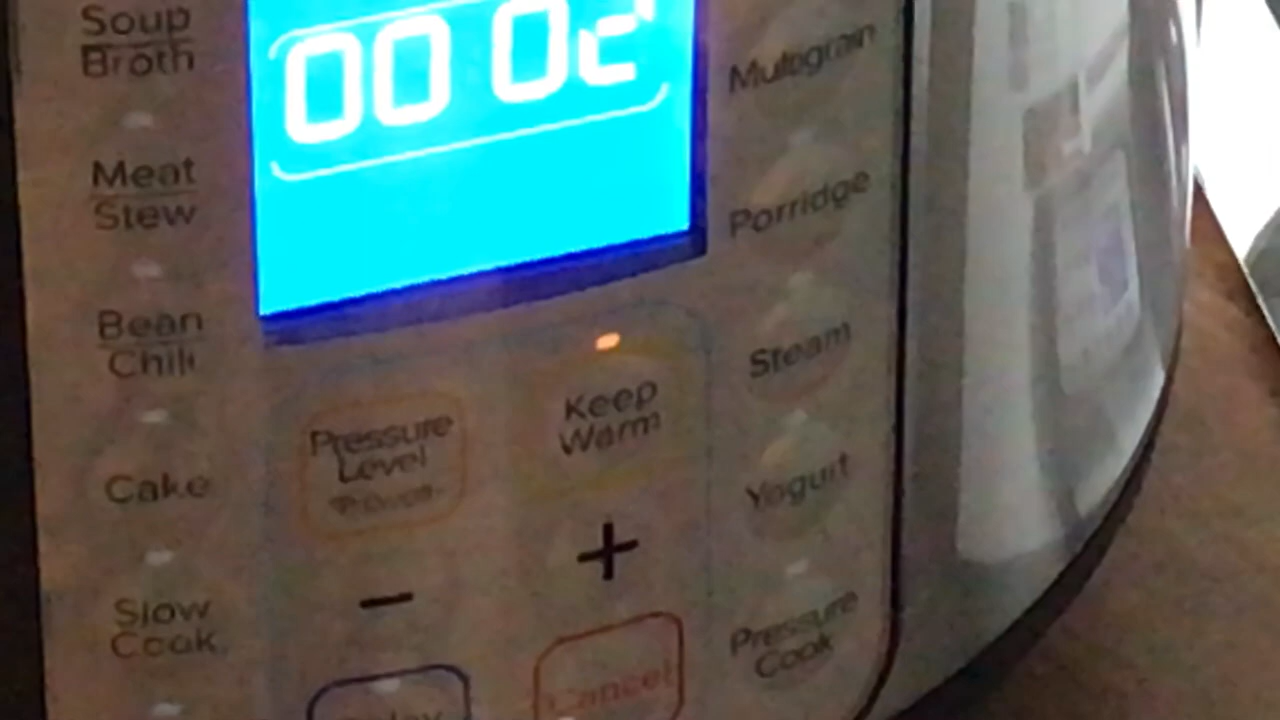 Soup
Broth
Meat
Stew
Bean
Chili
Cake
Slow
Cook
00 02
Pressure
Level
Keep
Warm
-
+
Delay
Cancel
Multigrain
Porridge
Steam
Yogurt
Pressure
Cook